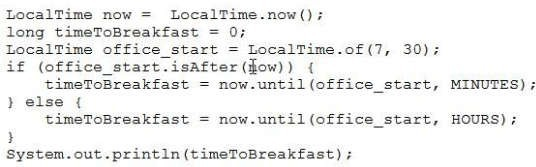 LocalTime now =  LocalTime.now();
long timeToBreakfast = 0;
LocalTime office_start = LocalTime.of(7, 30);
if (office_start.isAfter(now)) {
    timeToBreakfast = now.until(office_start, MINUTES);
} else {
    timeToBreakfast = now.until(office_start, HOURS);
}
System.out.println(timeToBreakfast);